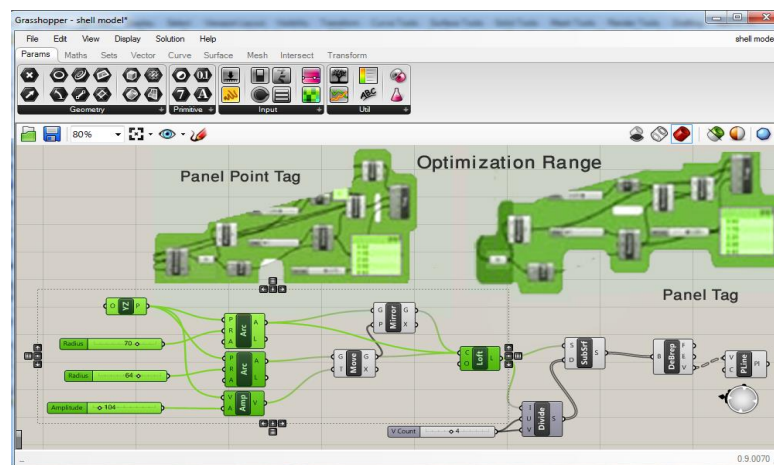 Grasshopper - shell model*
File Edit View Display Solution Help shell mode
Params Maths Sets Vector Curve Surface Mesh Intersect Transform
Geometry + Primitive + Input + Util +
80%
Optimization Range
Panel Point Tag
Panel Tag
O YZ P
Radius 70
P R A Arc A L
G P Mirror G X
Radius 64
P R A Arc A L
G T Move G X
C O Loft L
S D SubSrf S
B DeBrep F E V
V C PLine Pl
Amplitude 104
V A Amp V
V Count 4
I U V Divide S
0.9.0070